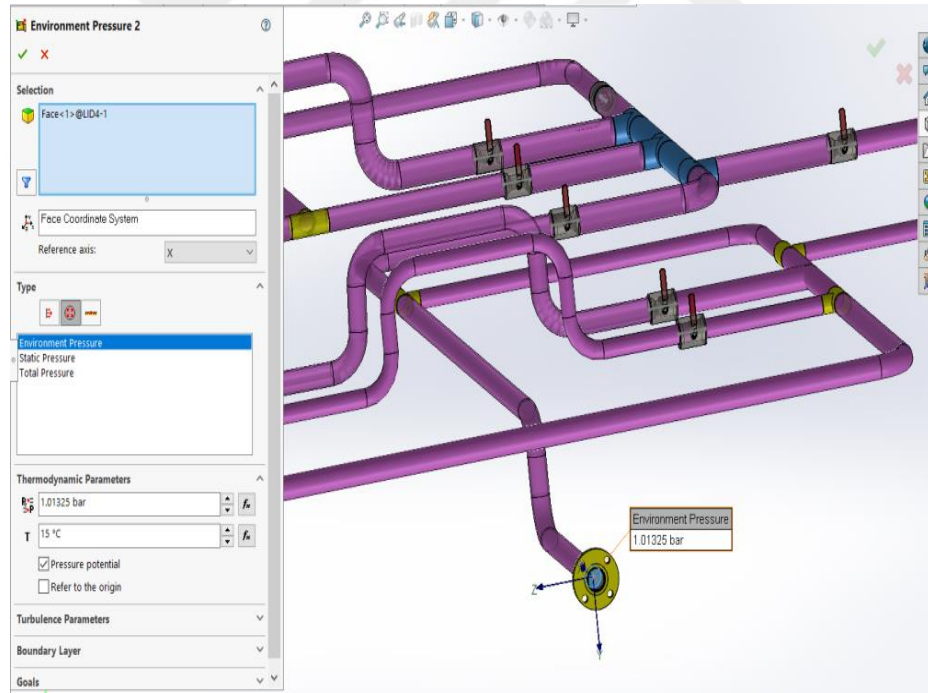 Environment Pressure 2
Selection
Face<1>@LID4-1
Face Coordinate System
Reference axis:
X
Type
Environment Pressure
Static Pressure
Total Pressure
Thermodynamic Parameters
1.01325 bar
T
15 °C
Pressure potential
Refer to the origin
Turbulence Parameters
Boundary Layer
Goals
Environment Pressure
1.01325 bar
Z